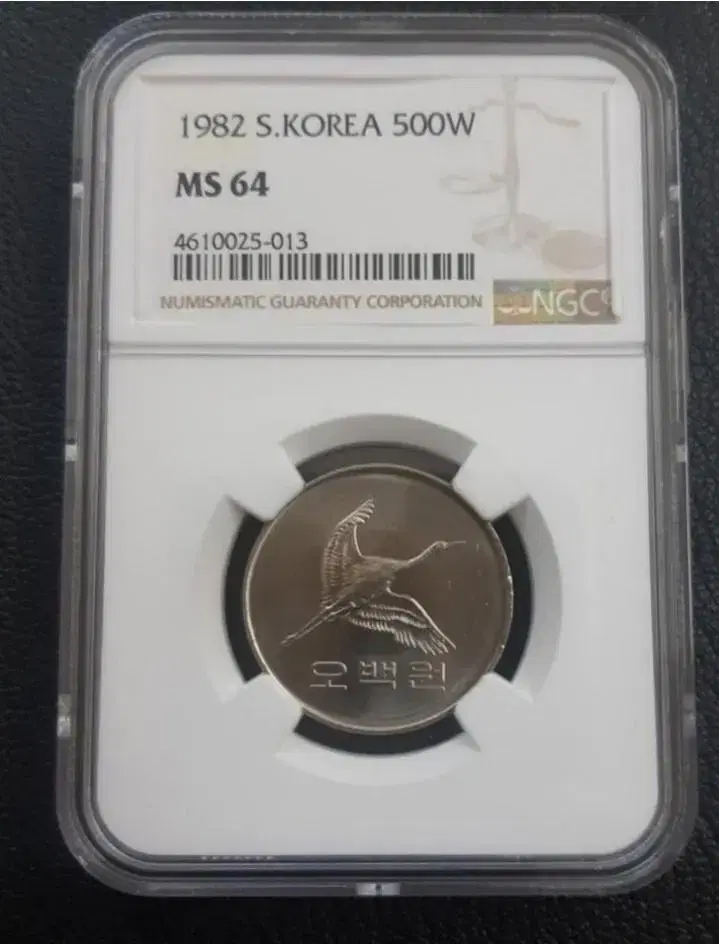 1982 S.KOREA 500W
MS 64
4610025-013
NUMISMATIC GUARANTY CORPORATION
NGC
오백원